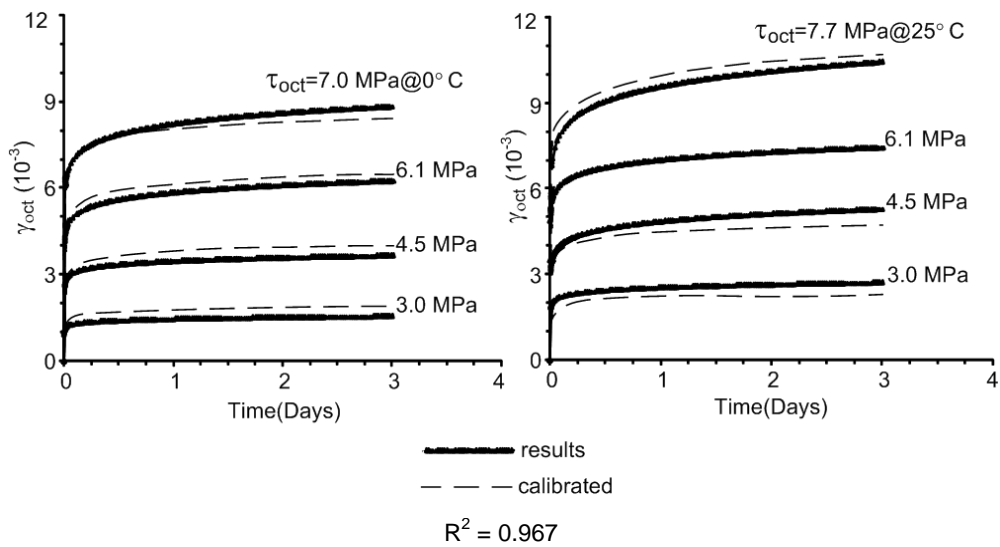 12
9
6
3
0
γoct (10⁻³)
τoct=7.0 MPa@0° C
6.1 MPa
4.5 MPa
3.0 MPa
0 1 2 3 4
Time(Days)
12
9
6
3
0
γoct (10⁻³)
τoct=7.7 MPa@25° C
6.1 MPa
4.5 MPa
3.0 MPa
0 1 2 3 4
Time(Days)
results
calibrated
R² = 0.967